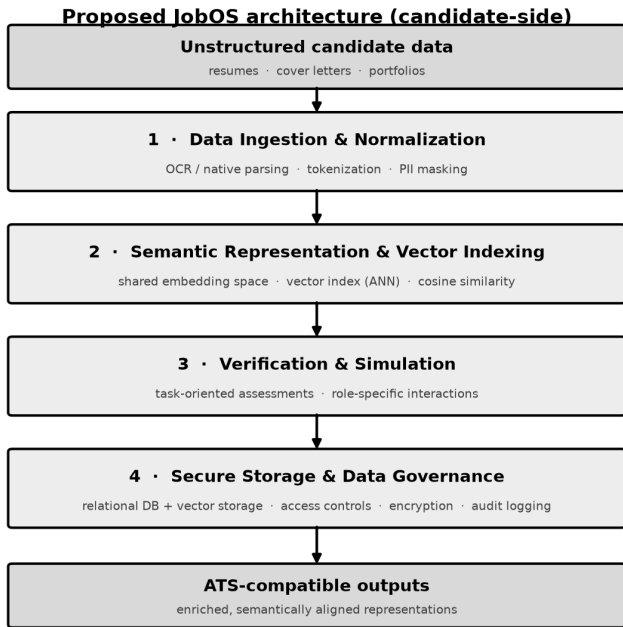 Proposed JobOS architecture (candidate-side)
Unstructured candidate data
resumes · cover letters · portfolios
1 · Data Ingestion & Normalization
OCR / native parsing · tokenization · PII masking
2 · Semantic Representation & Vector Indexing
shared embedding space · vector index (ANN) · cosine similarity
3 · Verification & Simulation
task-oriented assessments · role-specific interactions
4 · Secure Storage & Data Governance
relational DB + vector storage · access controls · encryption · audit logging
ATS-compatible outputs
enriched, semantically aligned representations